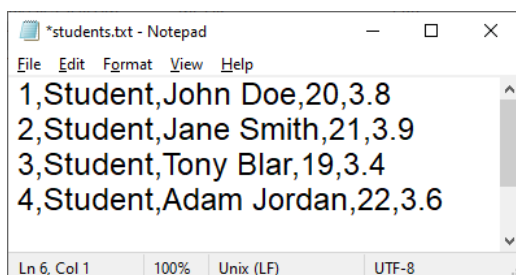 *students.txt - Notepad
File Edit Format View Help
1,Student,John Doe,20,3.8
2,Student,Jane Smith,21,3.9
3,Student,Tony Blar,19,3.4
4,Student,Adam Jordan,22,3.6
Ln 6, Col 1 100% Unix (LF) UTF-8